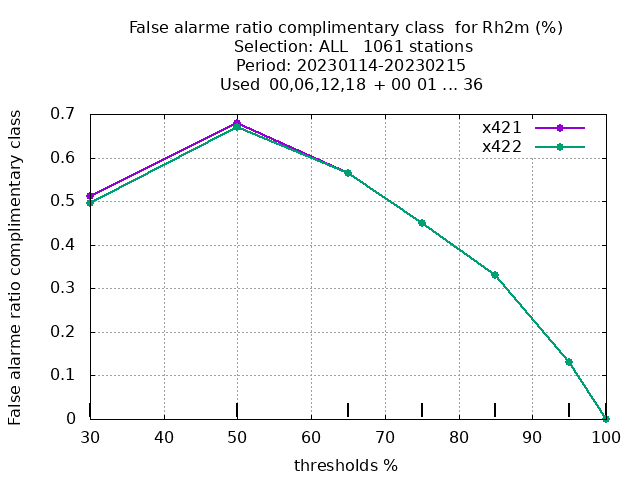 False alarme ratio complimentary class  for Rh2m (%)
Selection: ALL   1061 stations
Period: 20230114-20230215
Used  00,06,12,18  + 00 01 ... 36
False alarme ratio complimentary class
0.7
0.6
0.5
0.4
0.3
0.2
0.1
0
x421
x422
30 40 50 60 70 80 90 100
thresholds %